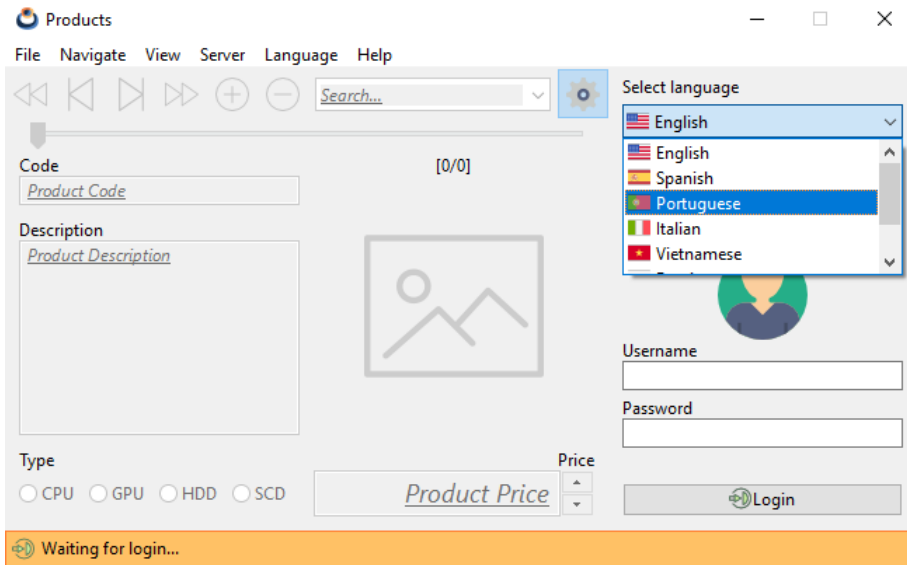 Products
File Navigate View Server Language Help
Search...
Select language
English
English
Spanish
Portuguese
Italian
Vietnamese
Code
[0/0]
Product Code
Description
Product Description
Username
Password
Type
Price
CPU GPU HDD SCD
Product Price
Login
Waiting for login...